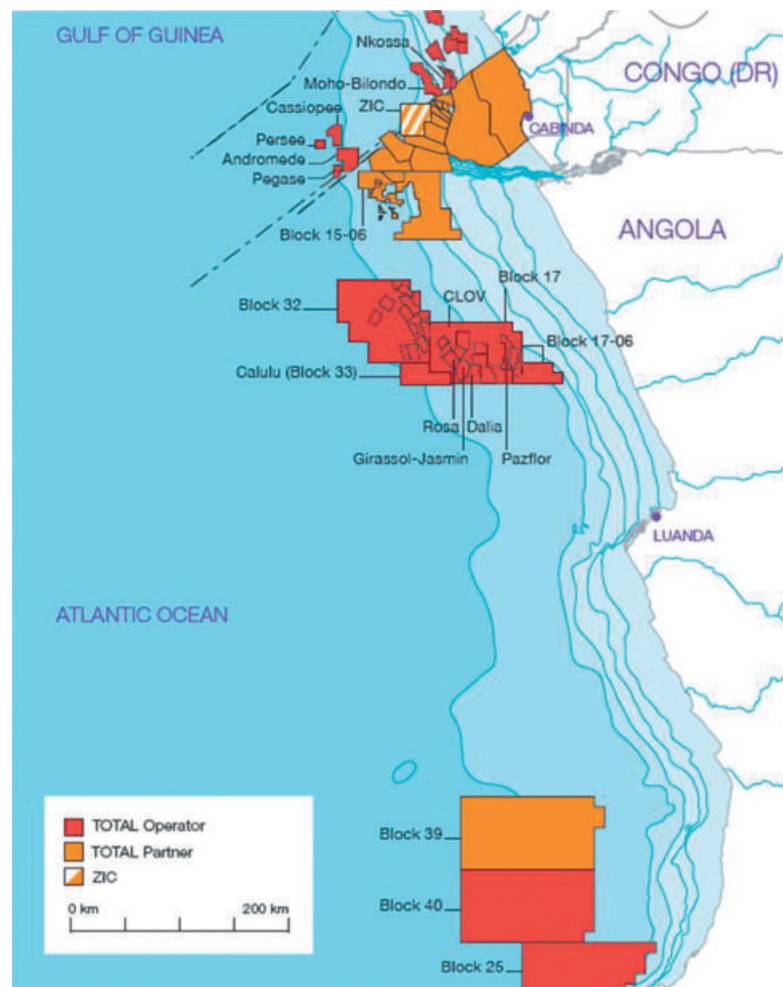 GULF OF GUINEA
Nkossa
CONGO (DR)
Moho-Bilondo
Cassiopee
ZIC
CABINDA
Persee
Andromede
Pegase
ANGOLA
Block 15-06
Block 17
Block 32
CLOV
Block 17-06
Calulu (Block 33)
Rosa
Dalia
Girassol-Jasmin
Pazflor
LUANDA
ATLANTIC OCEAN
TOTAL Operator
TOTAL Partner
ZIC
0 km
200 km
Block 39
Block 40
Block 25